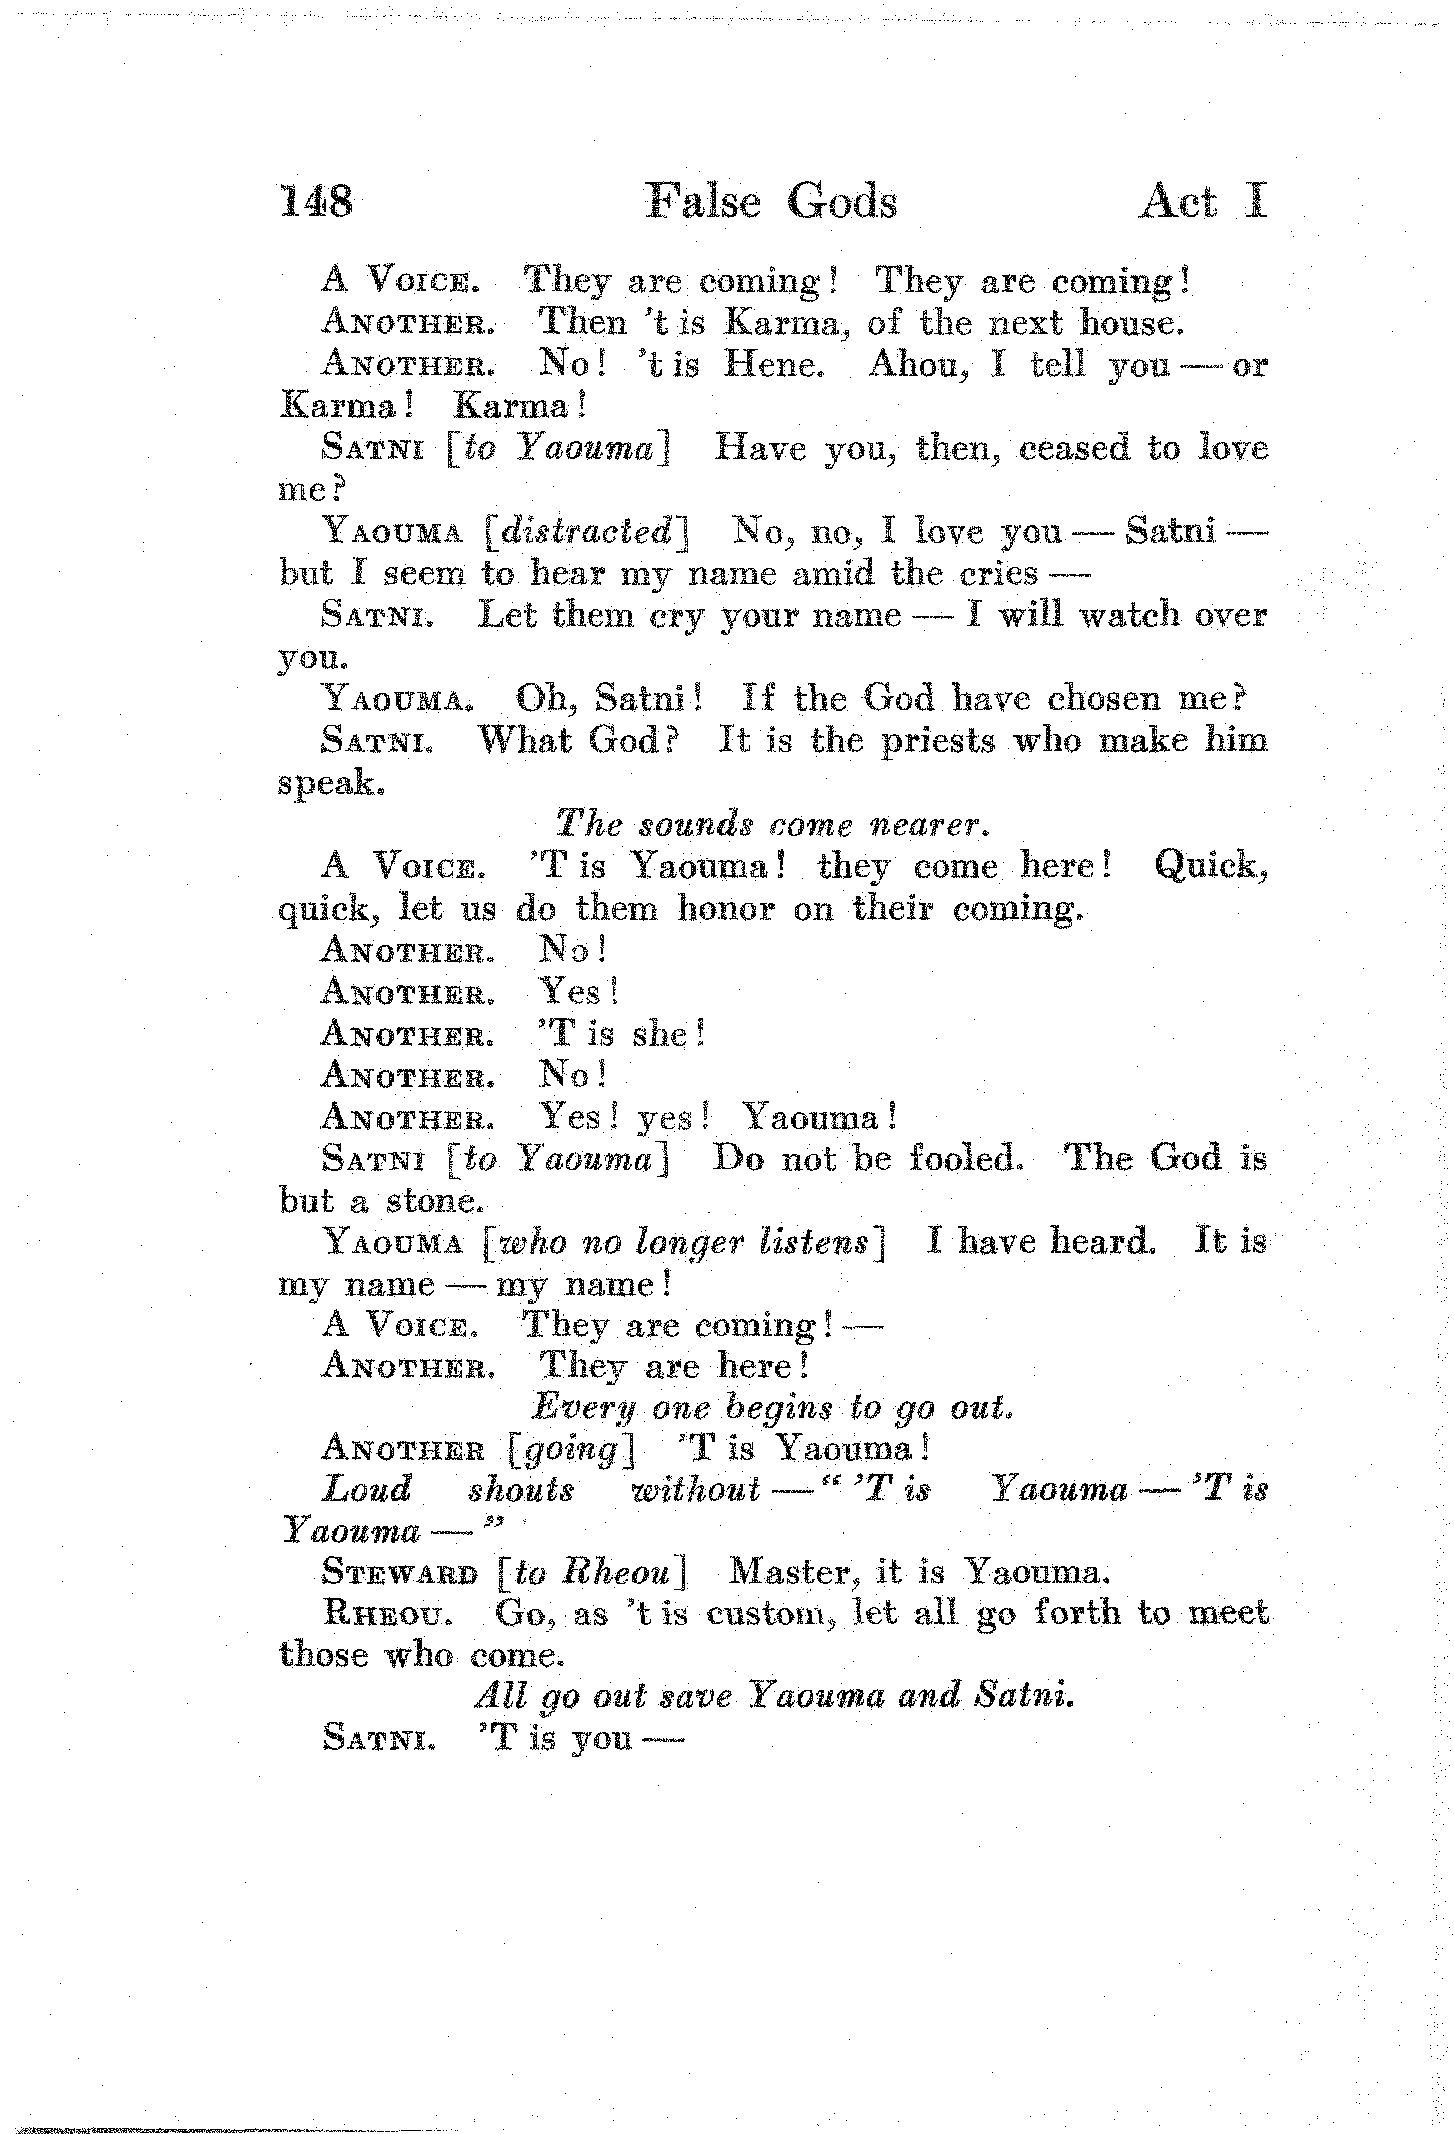 148 False Gods Act I
A Voice. They are coming! They are coming!
Another. Then 't is Karma, of the next house.
Another. No! 't is Hene. Ahou, I tell you — or
Karma! Karma!
Satni [to Yaouma] Have you, then, ceased to love
me?
Yaouma [distracted] No, no, I love you — Satni —
but I seem to hear my name amid the cries —
Satni. Let them cry your name — I will watch over
you.
Yaouma. Oh, Satni! If the God have chosen me?
Satni. What God? It is the priests who make him
speak.
The sounds come nearer.
A Voice. 'T is Yaouma! they come here! Quick,
quick, let us do them honor on their coming.
Another. No!
Another. Yes!
Another. 'T is she!
Another. No!
Another. Yes! yes! Yaouma!
Satni [to Yaouma] Do not be fooled. The God is
but a stone.
Yaouma [who no longer listens] I have heard. It is
my name — my name!
A Voice. They are coming! —
Another. They are here!
Every one begins to go out.
Another [going] 'T is Yaouma!
Loud shouts without — "'T is Yaouma — 'T is
Yaouma — "
Steward [to Rheou] Master, it is Yaouma.
Rheou. Go, as 't is custom, let all go forth to meet
those who come.
All go out save Yaouma and Satni.
Satni. 'T is you —